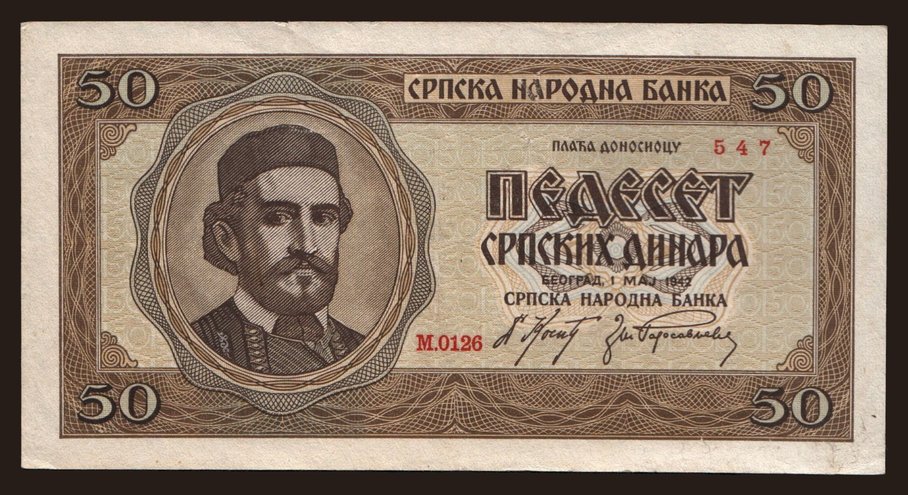 50 СРПСКА НАРОДНА БАНКА 50
ПЛАЋА ДОНОСИОЦУ 547
ПЕДЕСЕТ
СРПСКИХ ДИНАРА
БЕОГРАД, 1 МАЈ 1942
СРПСКА НАРОДНА БАНКА
М.0126
50 50